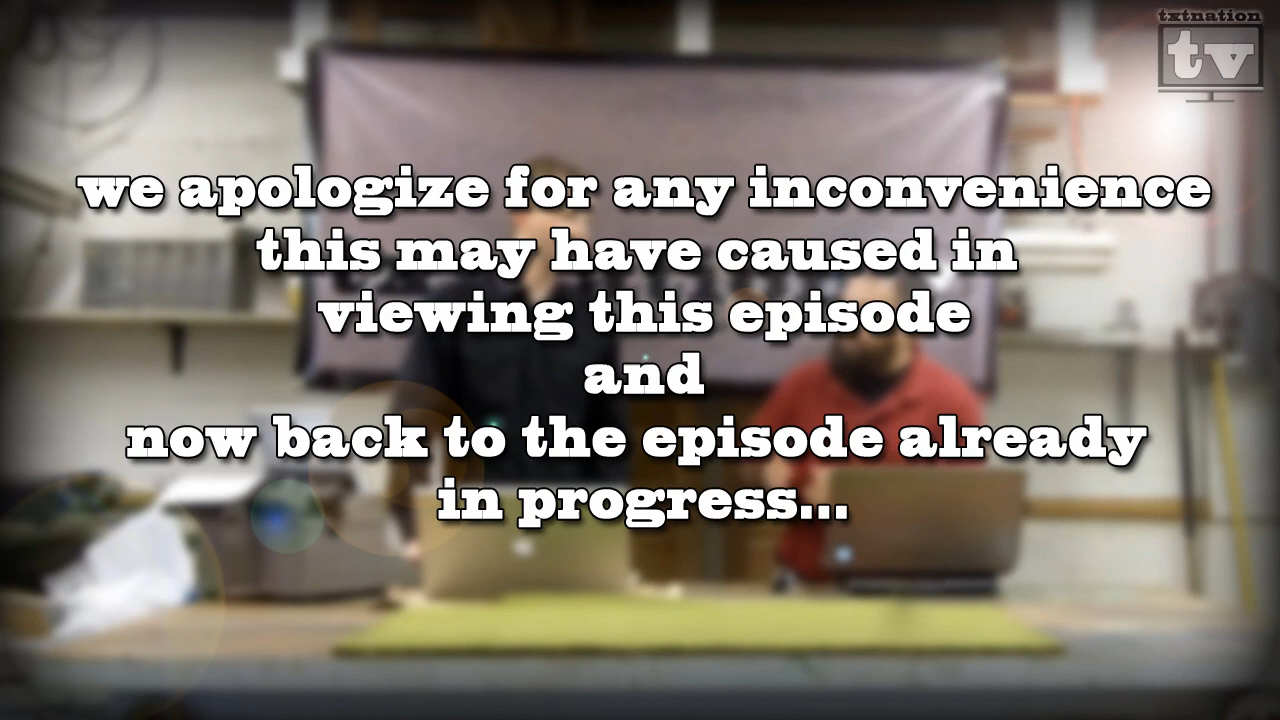 txtnation
tv
we apologize for any inconvenience
this may have caused in
viewing this episode
and
now back to the episode already
in progress...